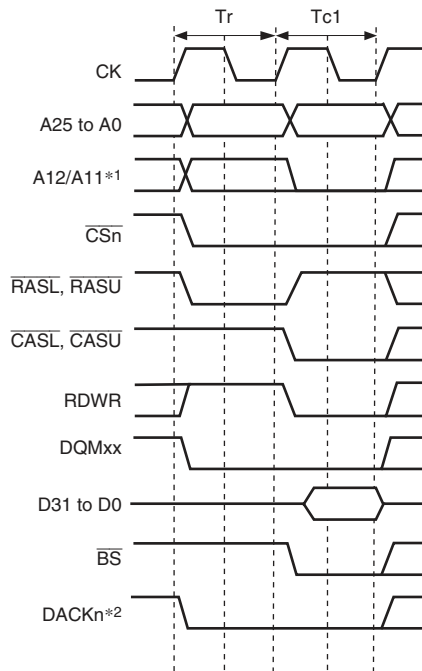 Tr Tc1
CK
A25 to A0
A12/A11*1
CSn
RASL, RASU
CASL, CASU
RDWR
DQMxx
D31 to D0
BS
DACKn*2